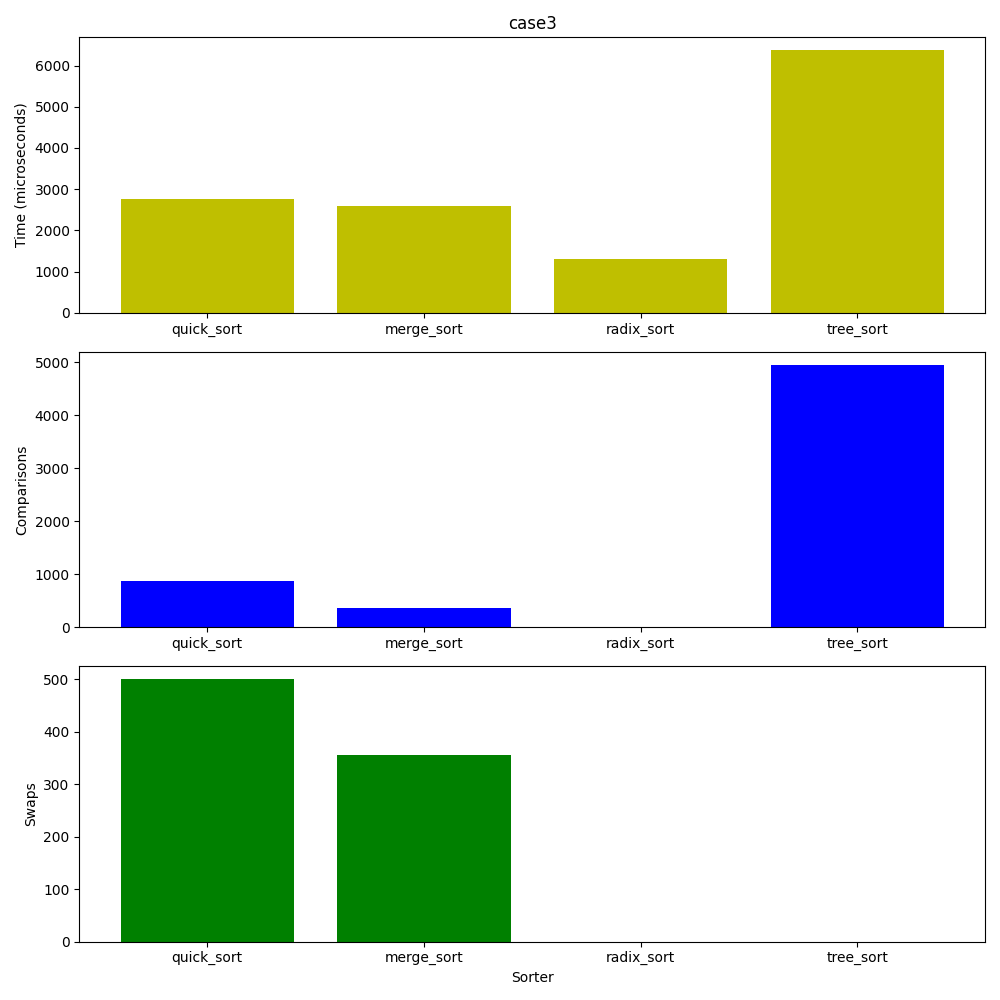 case3
Time (microseconds)
6000
5000
4000
3000
2000
1000
0
quick_sort merge_sort radix_sort tree_sort
Comparisons
5000
4000
3000
2000
1000
0
quick_sort merge_sort radix_sort tree_sort
Swaps
500
400
300
200
100
0
quick_sort merge_sort radix_sort tree_sort
Sorter